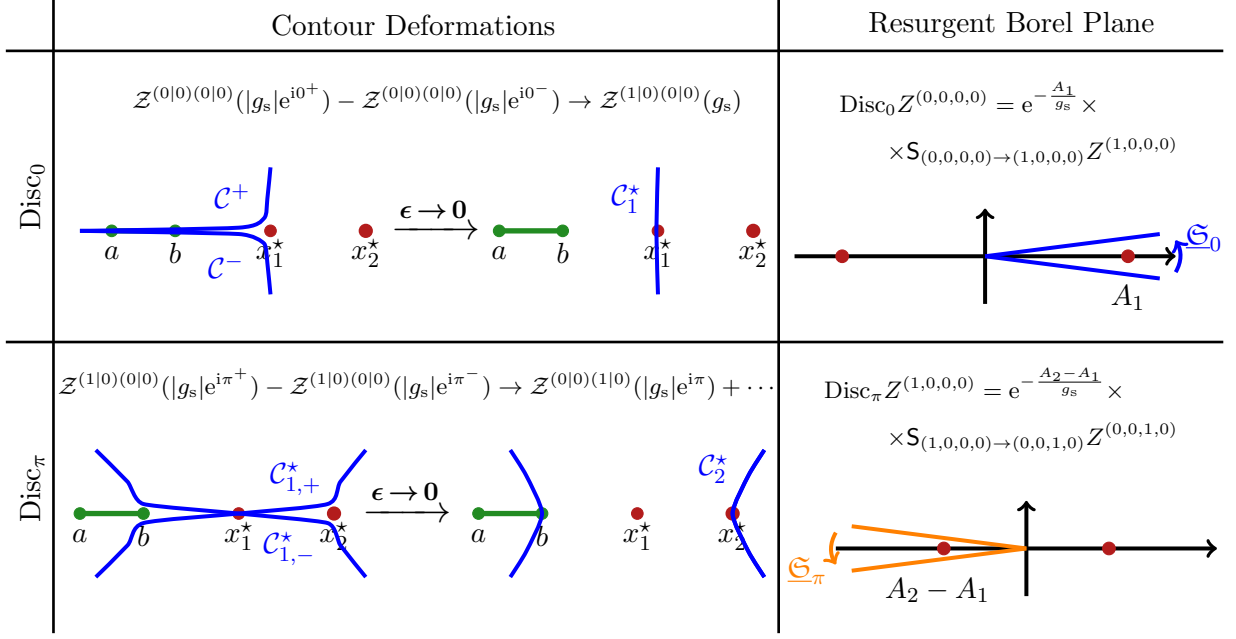 Contour Deformations
Resurgent Borel Plane
Disc₀
𝒵^{(0|0)(0|0)}(|g_s|e^{i0⁺}) − 𝒵^{(0|0)(0|0)}(|g_s|e^{i0⁻}) → 𝒵^{(1|0)(0|0)}(g_s)
𝒞⁺
𝒞⁻
a
b
x₁^⋆
x₂^⋆
ϵ → 0
𝒞₁^⋆
x₁^⋆
x₂^⋆
Disc₀Z^{(0,0,0,0)} = e^{−A₁/g_s} ×
×S_{(0,0,0,0)→(1,0,0,0)}Z^{(1,0,0,0)}
𝔖₀
A₁
Disc_π
𝒵^{(1|0)(0|0)}(|g_s|e^{iπ⁺}) − 𝒵^{(1|0)(0|0)}(|g_s|e^{iπ⁻}) → 𝒵^{(0|0)(1|0)}(|g_s|e^{iπ}) + ⋯
𝒞^⋆_{1,+}
𝒞^⋆_{1,−}
a
b
x₁^⋆
x₂^⋆
ϵ → 0
𝒞₂^⋆
a
b
x₁^⋆
x₂^⋆
Disc_πZ^{(1,0,0,0)} = e^{−(A₂−A₁)/g_s} ×
×S_{(1,0,0,0)→(0,0,1,0)}Z^{(0,0,1,0)}
𝔖_π
A₂ − A₁